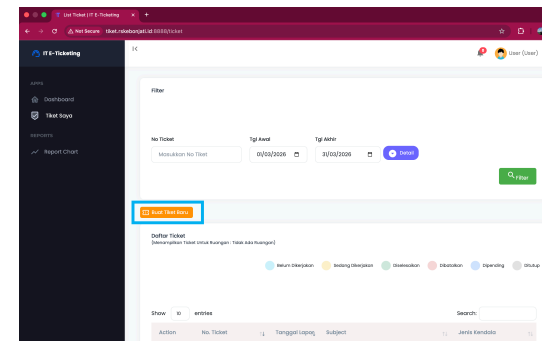 List Ticket | IT E-Ticketing
Not Secure tiket.rskebonjati.id:8888/ticket
IT E-Ticketing
User (User)
APPS
Dashboard
Tiket Saya
REPORTS
Report Chart
Filter
No Ticket Tgl Awal Tgl Akhir
Masukkan No Tiket 01/03/2026 31/03/2026 Detail
Filter
Buat Tiket Baru
Daftar Ticket
(Menampilkan Ticket Untuk Ruangan : Tidak Ada Ruangan)
Belum Dikerjakan Sedang Dikerjakan Diselesaikan Dibatalkan Dipending Ditutup
Show 10 entries Search:
Action No. Ticket Tanggal Lapor Subject Jenis Kendala